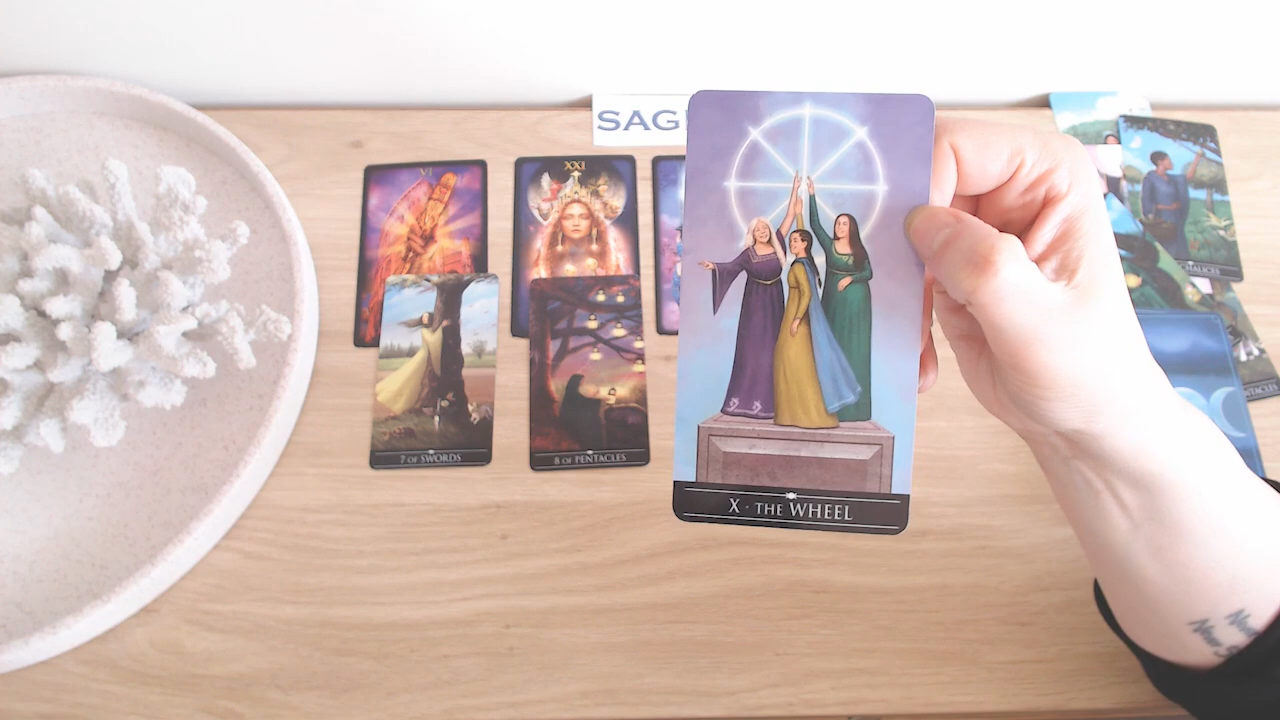 SAG
VI
XXI
7 OF SWORDS
8 OF PENTACLES
X · THE WHEEL
CHALICES